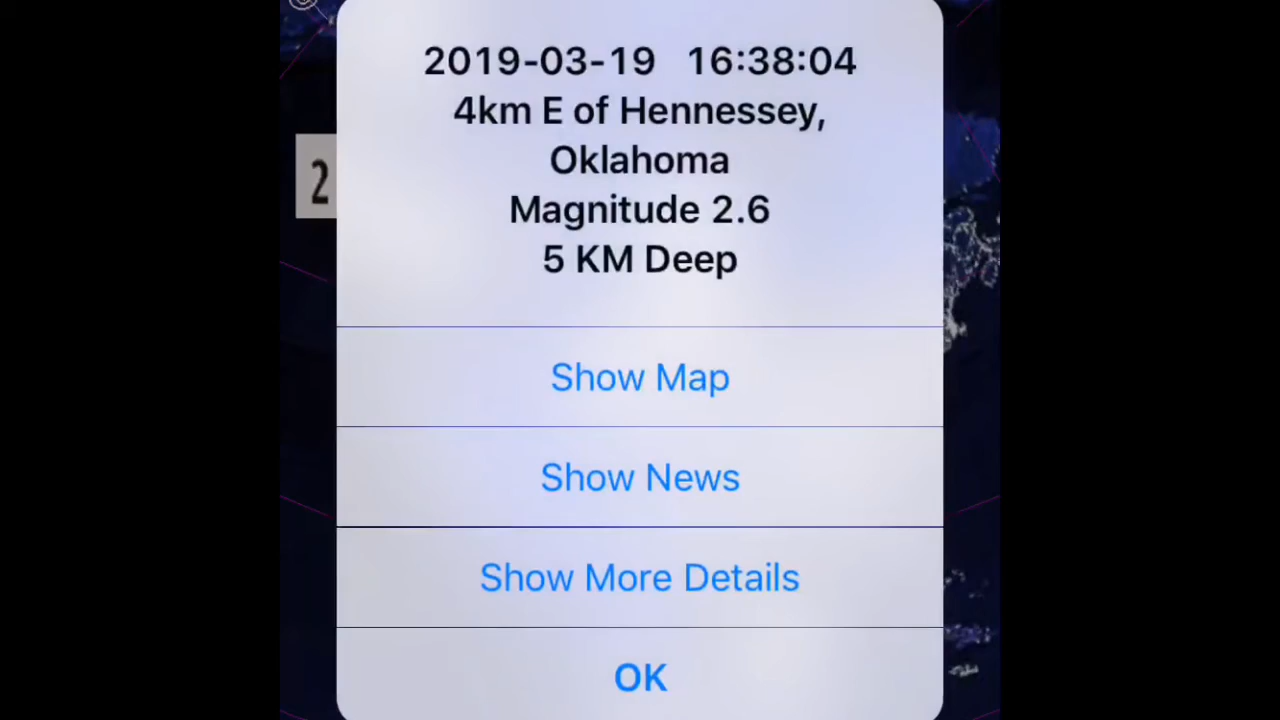 2019-03-19 16:38:04
4km E of Hennessey,
Oklahoma
2
Magnitude 2.6
5 KM Deep
Show Map
Show News
Show More Details
OK